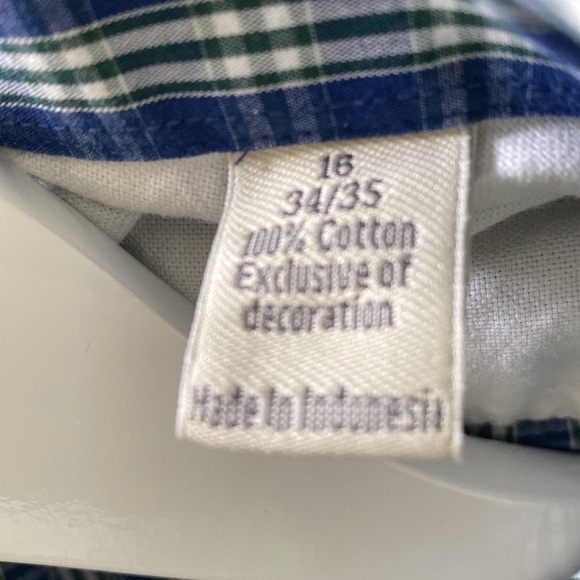 16
34/35
100% Cotton
Exclusive of
decoration
Made in Indonesia